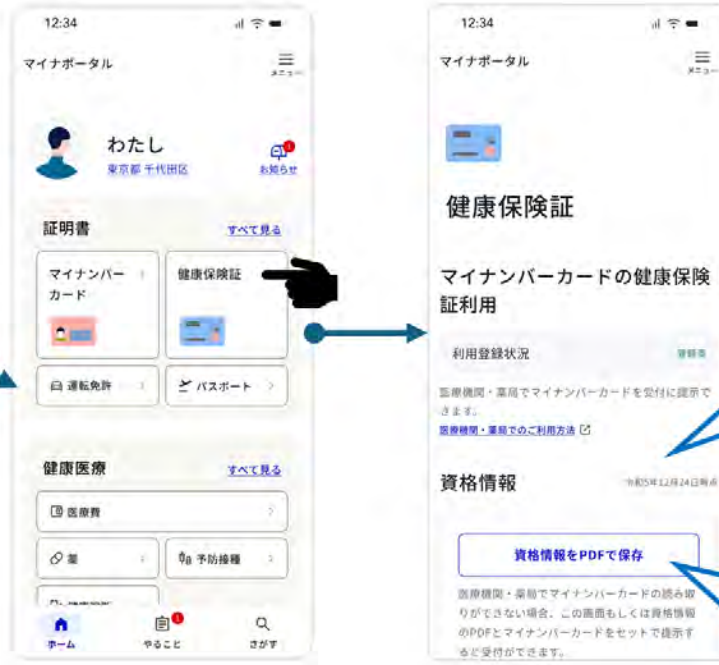 12:34
マイナポータル
メニュー
わたし
東京都 千代田区
お知らせ
証明書
すべて見る
マイナンバー
カード
健康保険証
運転免許
パスポート
健康医療
すべて見る
医療費
薬
予防接種
ホーム
やること
さがす
12:34
マイナポータル
メニュー
健康保険証
マイナンバーカードの健康保険
証利用
利用登録状況
登録済
医療機関・薬局でマイナンバーカードを受付に提示で
きます。
医療機関・薬局でのご利用方法
資格情報
令和5年12月24日時点
資格情報をPDFで保存
医療機関・薬局でマイナンバーカードの読み取
りができない場合、この画面もしくは資格情報
のPDFとマイナンバーカードをセットで提示す
ると受付ができます。